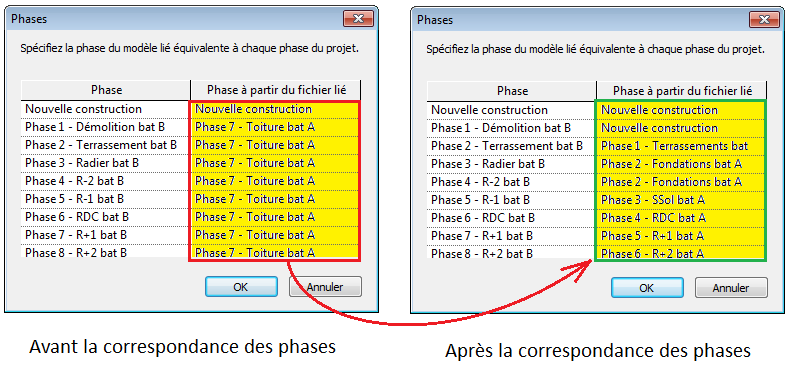 Phases
Spécifiez la phase du modèle lié équivalente à chaque phase du projet.
Phase Phase à partir du fichier lié
Nouvelle construction Nouvelle construction
Phase 1 - Démolition bat B Phase 7 - Toiture bat A
Phase 2 - Terrassement bat B Phase 7 - Toiture bat A
Phase 3 - Radier bat B Phase 7 - Toiture bat A
Phase 4 - R-2 bat B Phase 7 - Toiture bat A
Phase 5 - R-1 bat B Phase 7 - Toiture bat A
Phase 6 - RDC bat B Phase 7 - Toiture bat A
Phase 7 - R+1 bat B Phase 7 - Toiture bat A
Phase 8 - R+2 bat B Phase 7 - Toiture bat A
OK Annuler
Avant la correspondance des phases
Phases
Spécifiez la phase du modèle lié équivalente à chaque phase du projet.
Phase Phase à partir du fichier lié
Nouvelle construction Nouvelle construction
Phase 1 - Démolition bat B Nouvelle construction
Phase 2 - Terrassement bat B Phase 1 - Terrassements bat
Phase 3 - Radier bat B Phase 2 - Fondations bat A
Phase 4 - R-2 bat B Phase 2 - Fondations bat A
Phase 5 - R-1 bat B Phase 3 - SSol bat A
Phase 6 - RDC bat B Phase 4 - RDC bat A
Phase 7 - R+1 bat B Phase 5 - R+1 bat A
Phase 8 - R+2 bat B Phase 6 - R+2 bat A
OK Annuler
Après la correspondance des phases